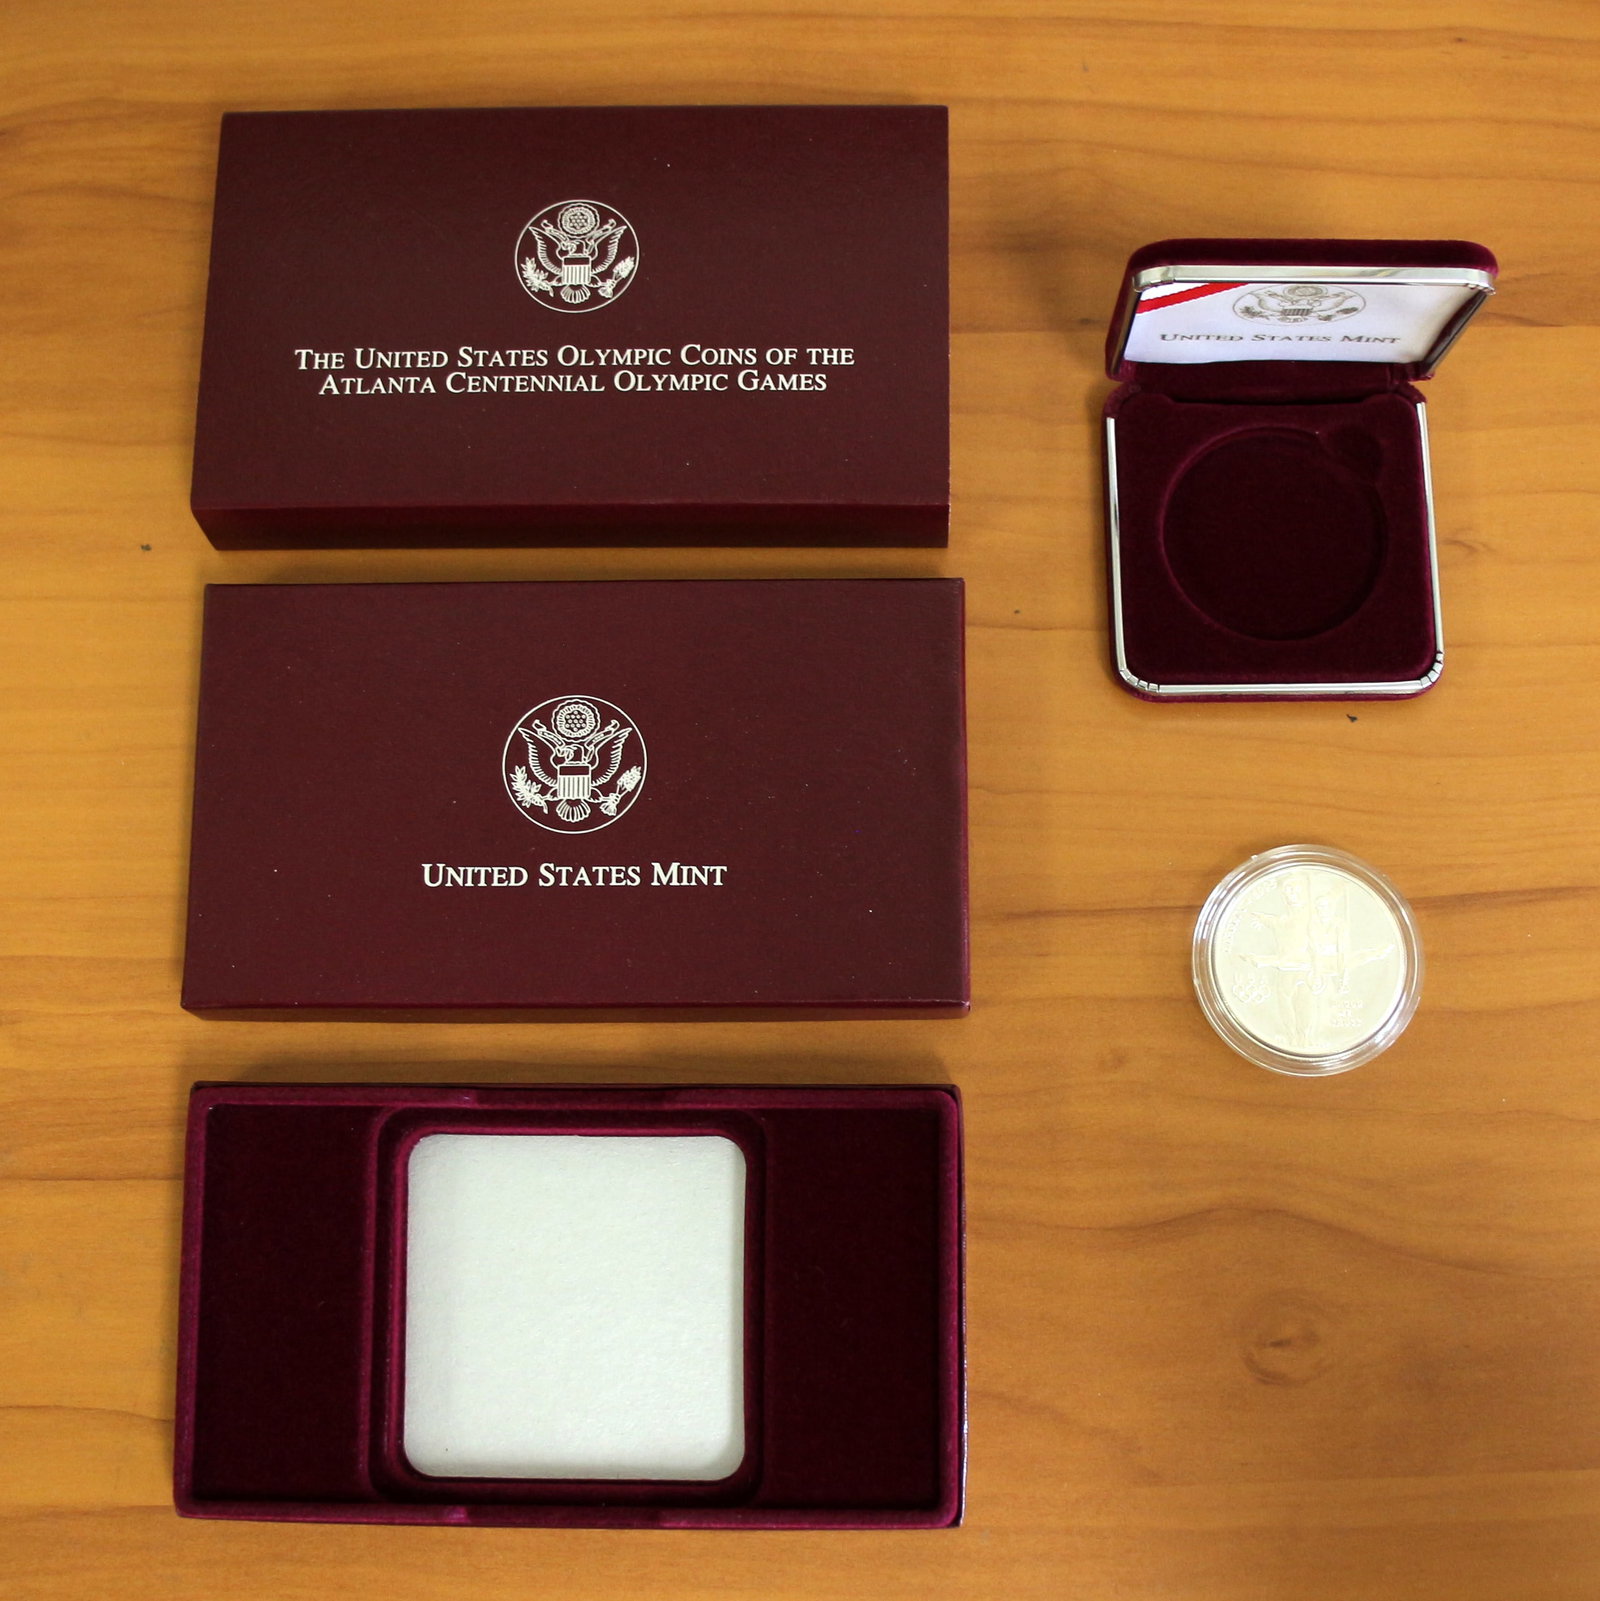 THE UNITED STATES OLYMPIC COINS OF THE
ATLANTA CENTENNIAL OLYMPIC GAMES
UNITED STATES MINT
UNITED STATES MINT